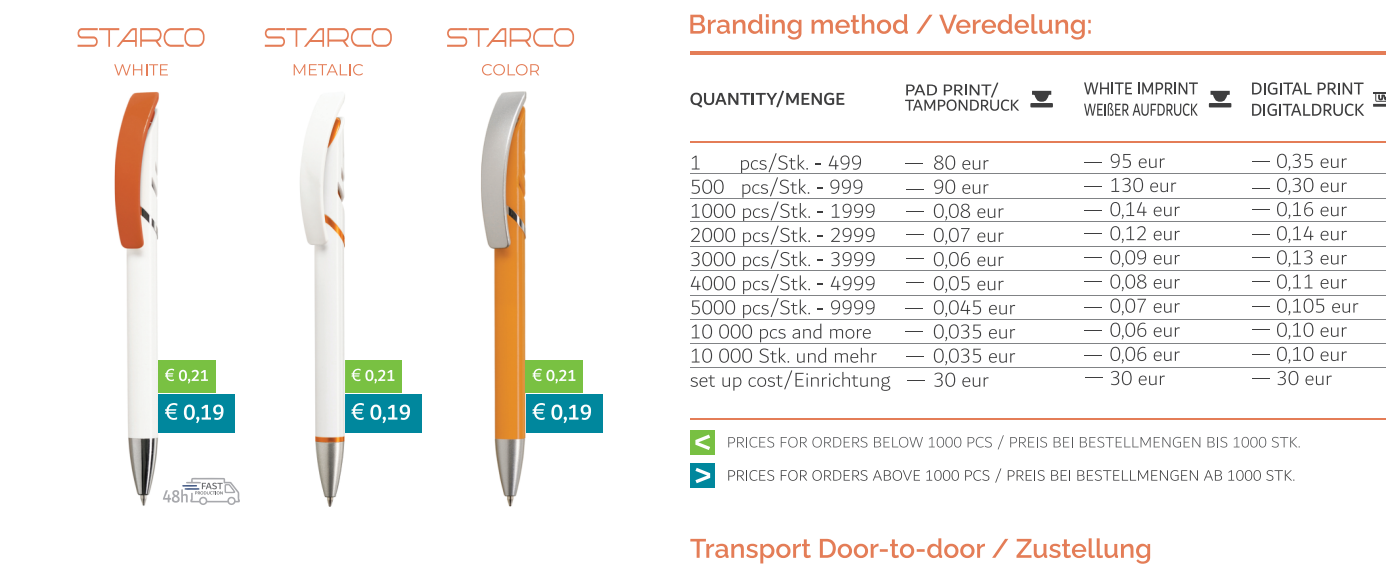 STARCO STARCO STARCO
WHITE METALIC COLOR
€ 0,21 € 0,21 € 0,21
€ 0,19 € 0,19 € 0,19
48h FAST
PRODUCTION
Branding method / Veredelung:
QUANTITY/MENGE PAD PRINT/ WHITE IMPRINT DIGITAL PRINT
TAMPONDRUCK WEIßER AUFDRUCK DIGITALDRUCK
1 pcs/Stk. - 499 — 80 eur — 95 eur — 0,35 eur
500 pcs/Stk. - 999 — 90 eur — 130 eur — 0,30 eur
1000 pcs/Stk. - 1999 — 0,08 eur — 0,14 eur — 0,16 eur
2000 pcs/Stk. - 2999 — 0,07 eur — 0,12 eur — 0,14 eur
3000 pcs/Stk. - 3999 — 0,06 eur — 0,09 eur — 0,13 eur
4000 pcs/Stk. - 4999 — 0,05 eur — 0,08 eur — 0,11 eur
5000 pcs/Stk. - 9999 — 0,045 eur — 0,07 eur — 0,105 eur
10 000 pcs and more — 0,035 eur — 0,06 eur — 0,10 eur
10 000 Stk. und mehr — 0,035 eur — 0,06 eur — 0,10 eur
set up cost/Einrichtung — 30 eur — 30 eur — 30 eur
< PRICES FOR ORDERS BELOW 1000 PCS / PREIS BEI BESTELLMENGEN BIS 1000 STK.
> PRICES FOR ORDERS ABOVE 1000 PCS / PREIS BEI BESTELLMENGEN AB 1000 STK.
Transport Door-to-door / Zustellung